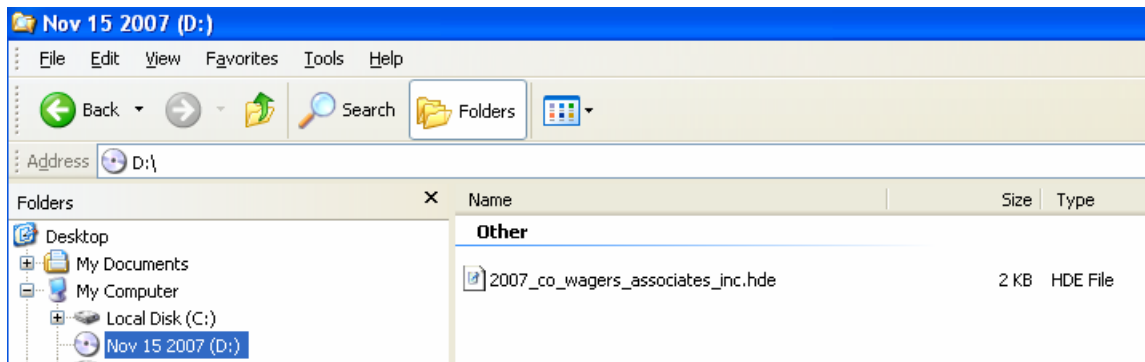 Nov 15 2007 (D:)
File Edit View Favorites Tools Help
Back Search Folders
Address D:\
Folders
Name Size Type
Desktop
Other
My Documents
2007_co_wagers_associates_inc.hde 2 KB HDE File
My Computer
Local Disk (C:)
Nov 15 2007 (D:)